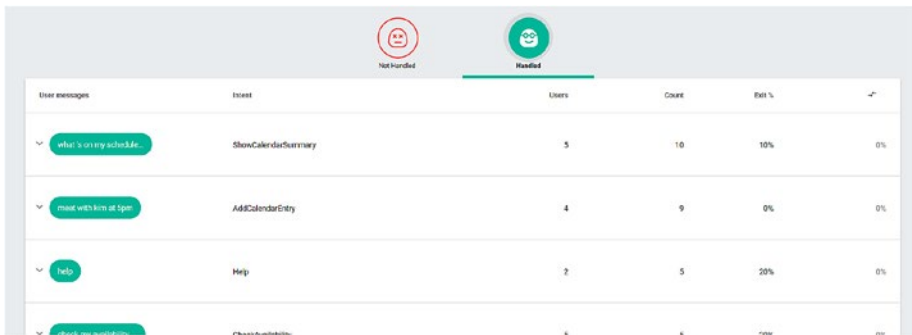 Not Handled
Handled
User messages Intent Users Count Exit %
what 's on my schedule... ShowCalendarSummary 5 10 10% 0%
meet with kim at 5pm AddCalendarEntry 4 9 0% 0%
help Help 2 5 20% 0%
check my availability CheckAvailability